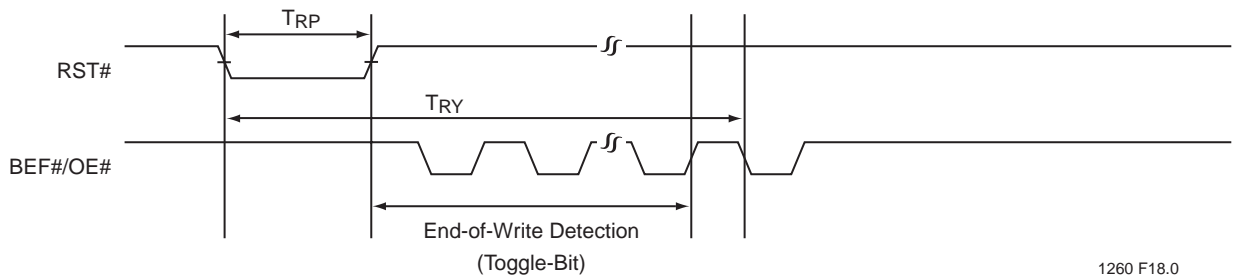 TRP
RST#
TRY
BEF#/OE#
End-of-Write Detection
(Toggle-Bit)
1260 F18.0